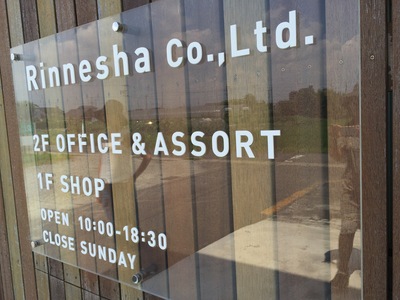 Rinnesha Co.,Ltd.
2F OFFICE & ASSORT
1F SHOP
OPEN 10:00-18:30
CLOSE SUNDAY